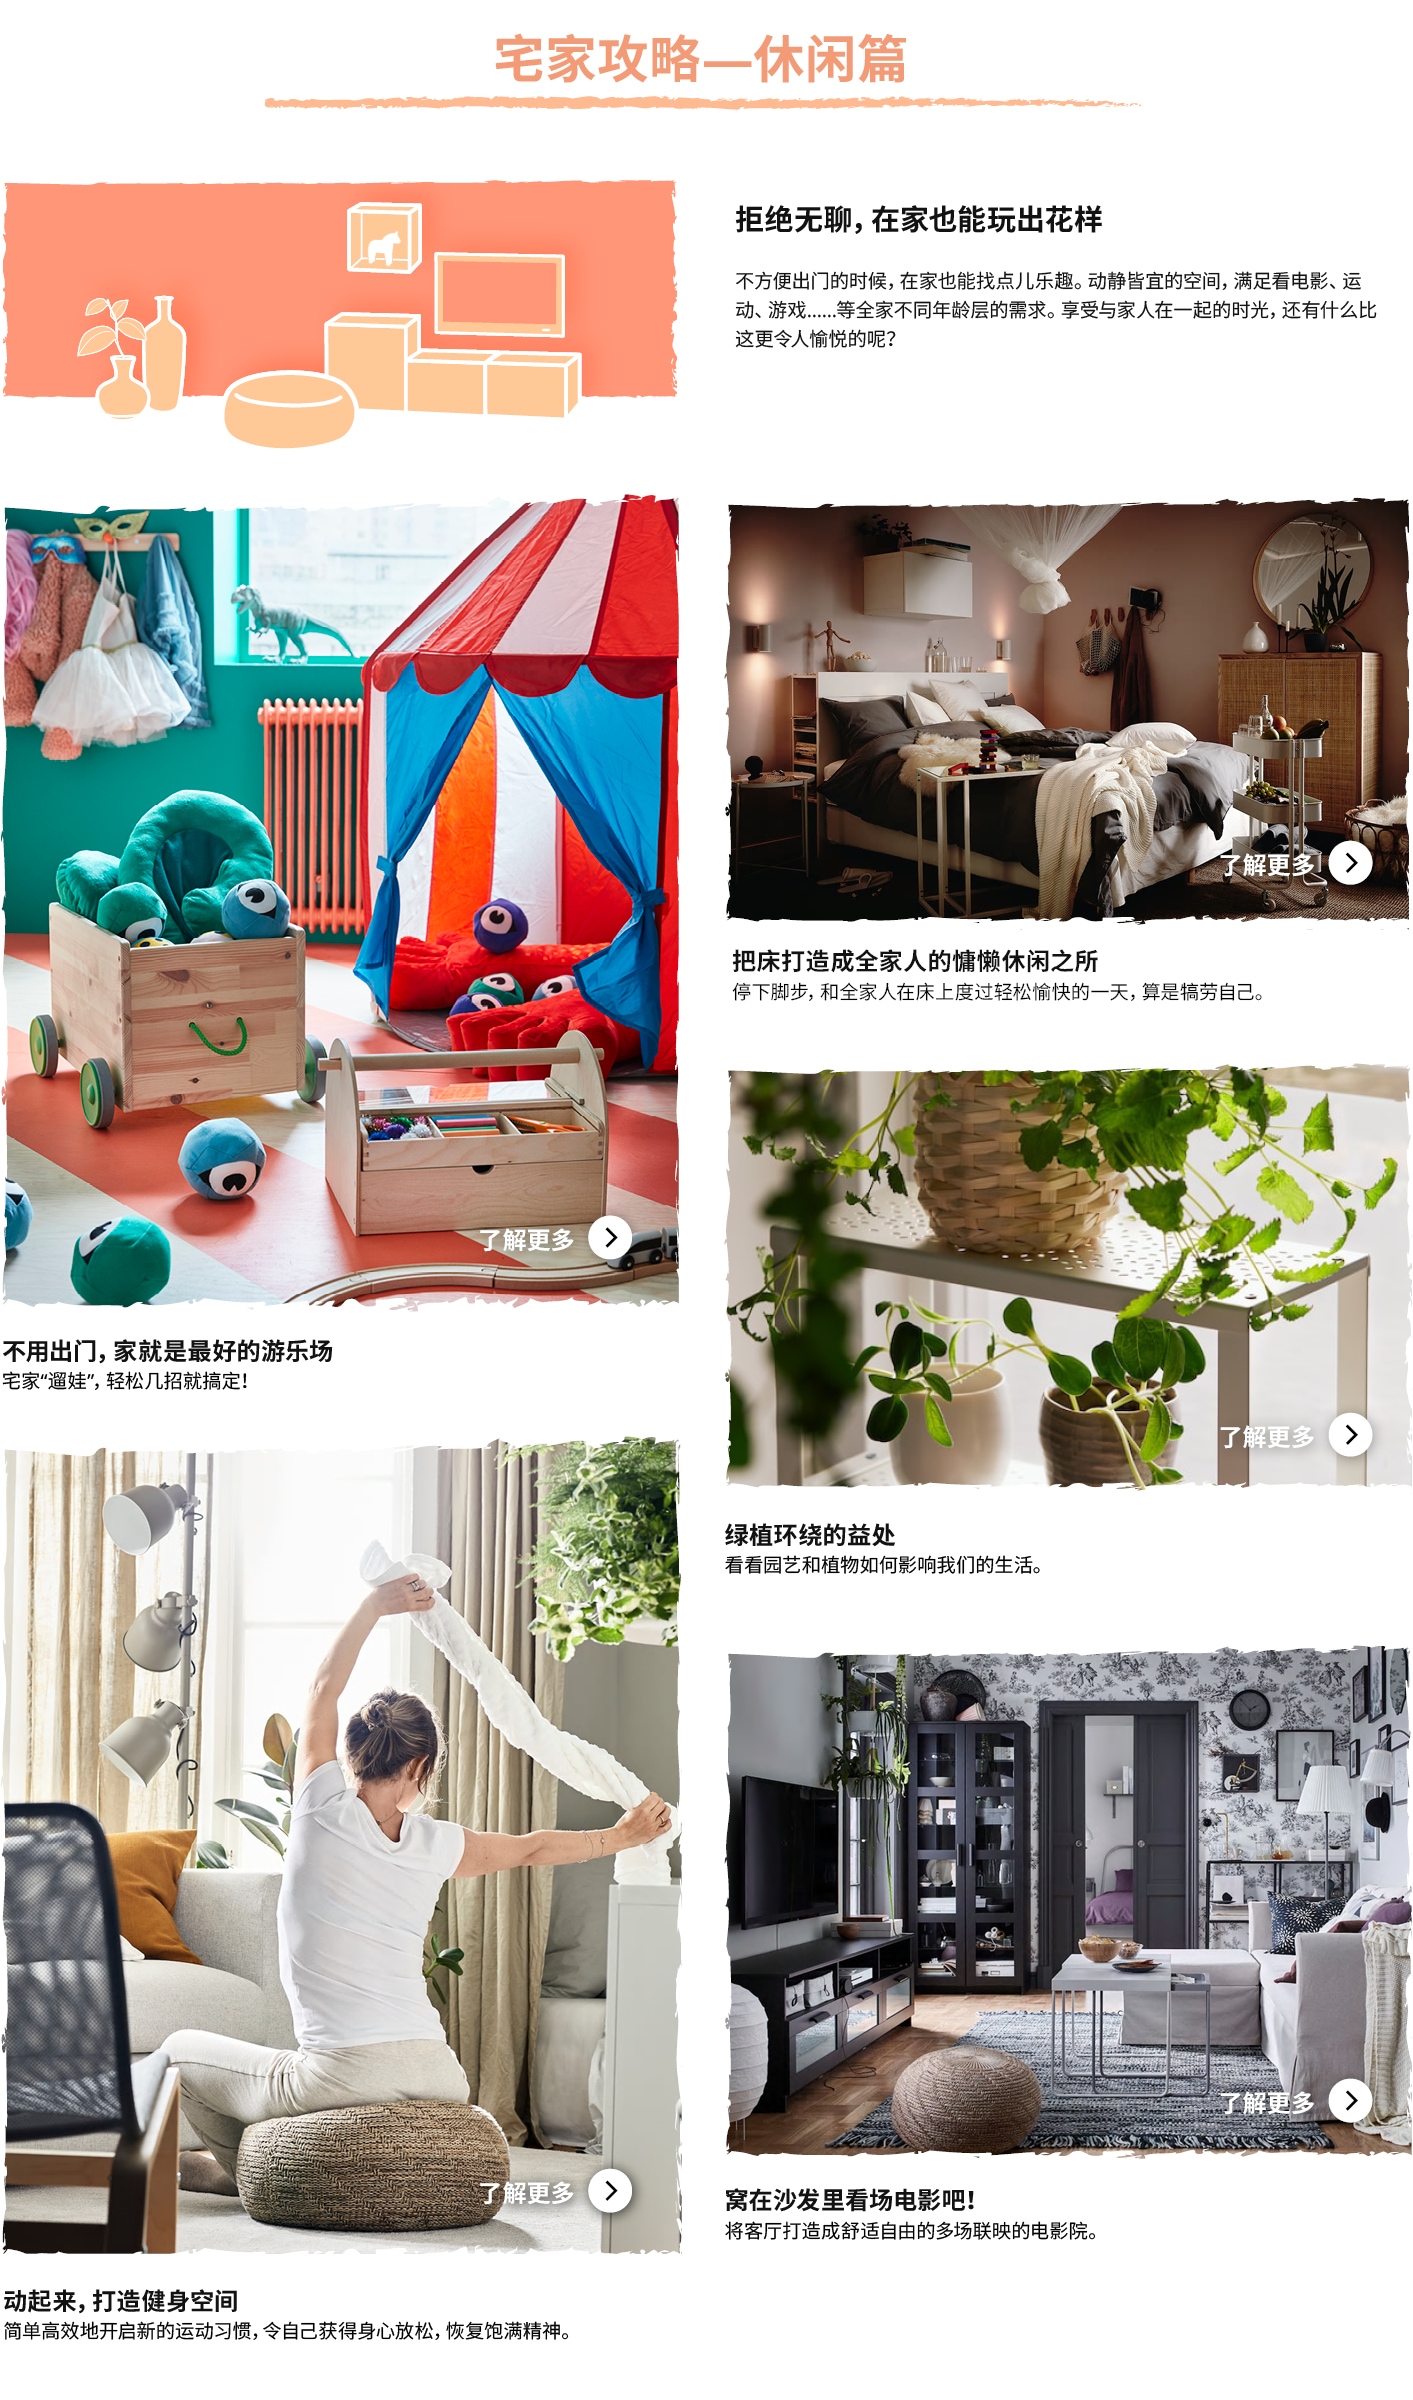 宅家攻略—休闲篇
拒绝无聊，在家也能玩出花样
不方便出门的时候，在家也能找点儿乐趣。动静皆宜的空间，满足看电影、运
动、游戏......等全家不同年龄层的需求。享受与家人在一起的时光，还有什么比
这更令人愉悦的呢？
了解更多
不用出门，家就是最好的游乐场
宅家“遛娃”，轻松几招就搞定！
了解更多
把床打造成全家人的慵懒休闲之所
停下脚步，和全家人在床上度过轻松愉快的一天，算是犒劳自己。
了解更多
绿植环绕的益处
看看园艺和植物如何影响我们的生活。
了解更多
动起来，打造健身空间
简单高效地开启新的运动习惯，令自己获得身心放松，恢复饱满精神。
了解更多
窝在沙发里看场电影吧！
将客厅打造成舒适自由的多场联映的电影院。